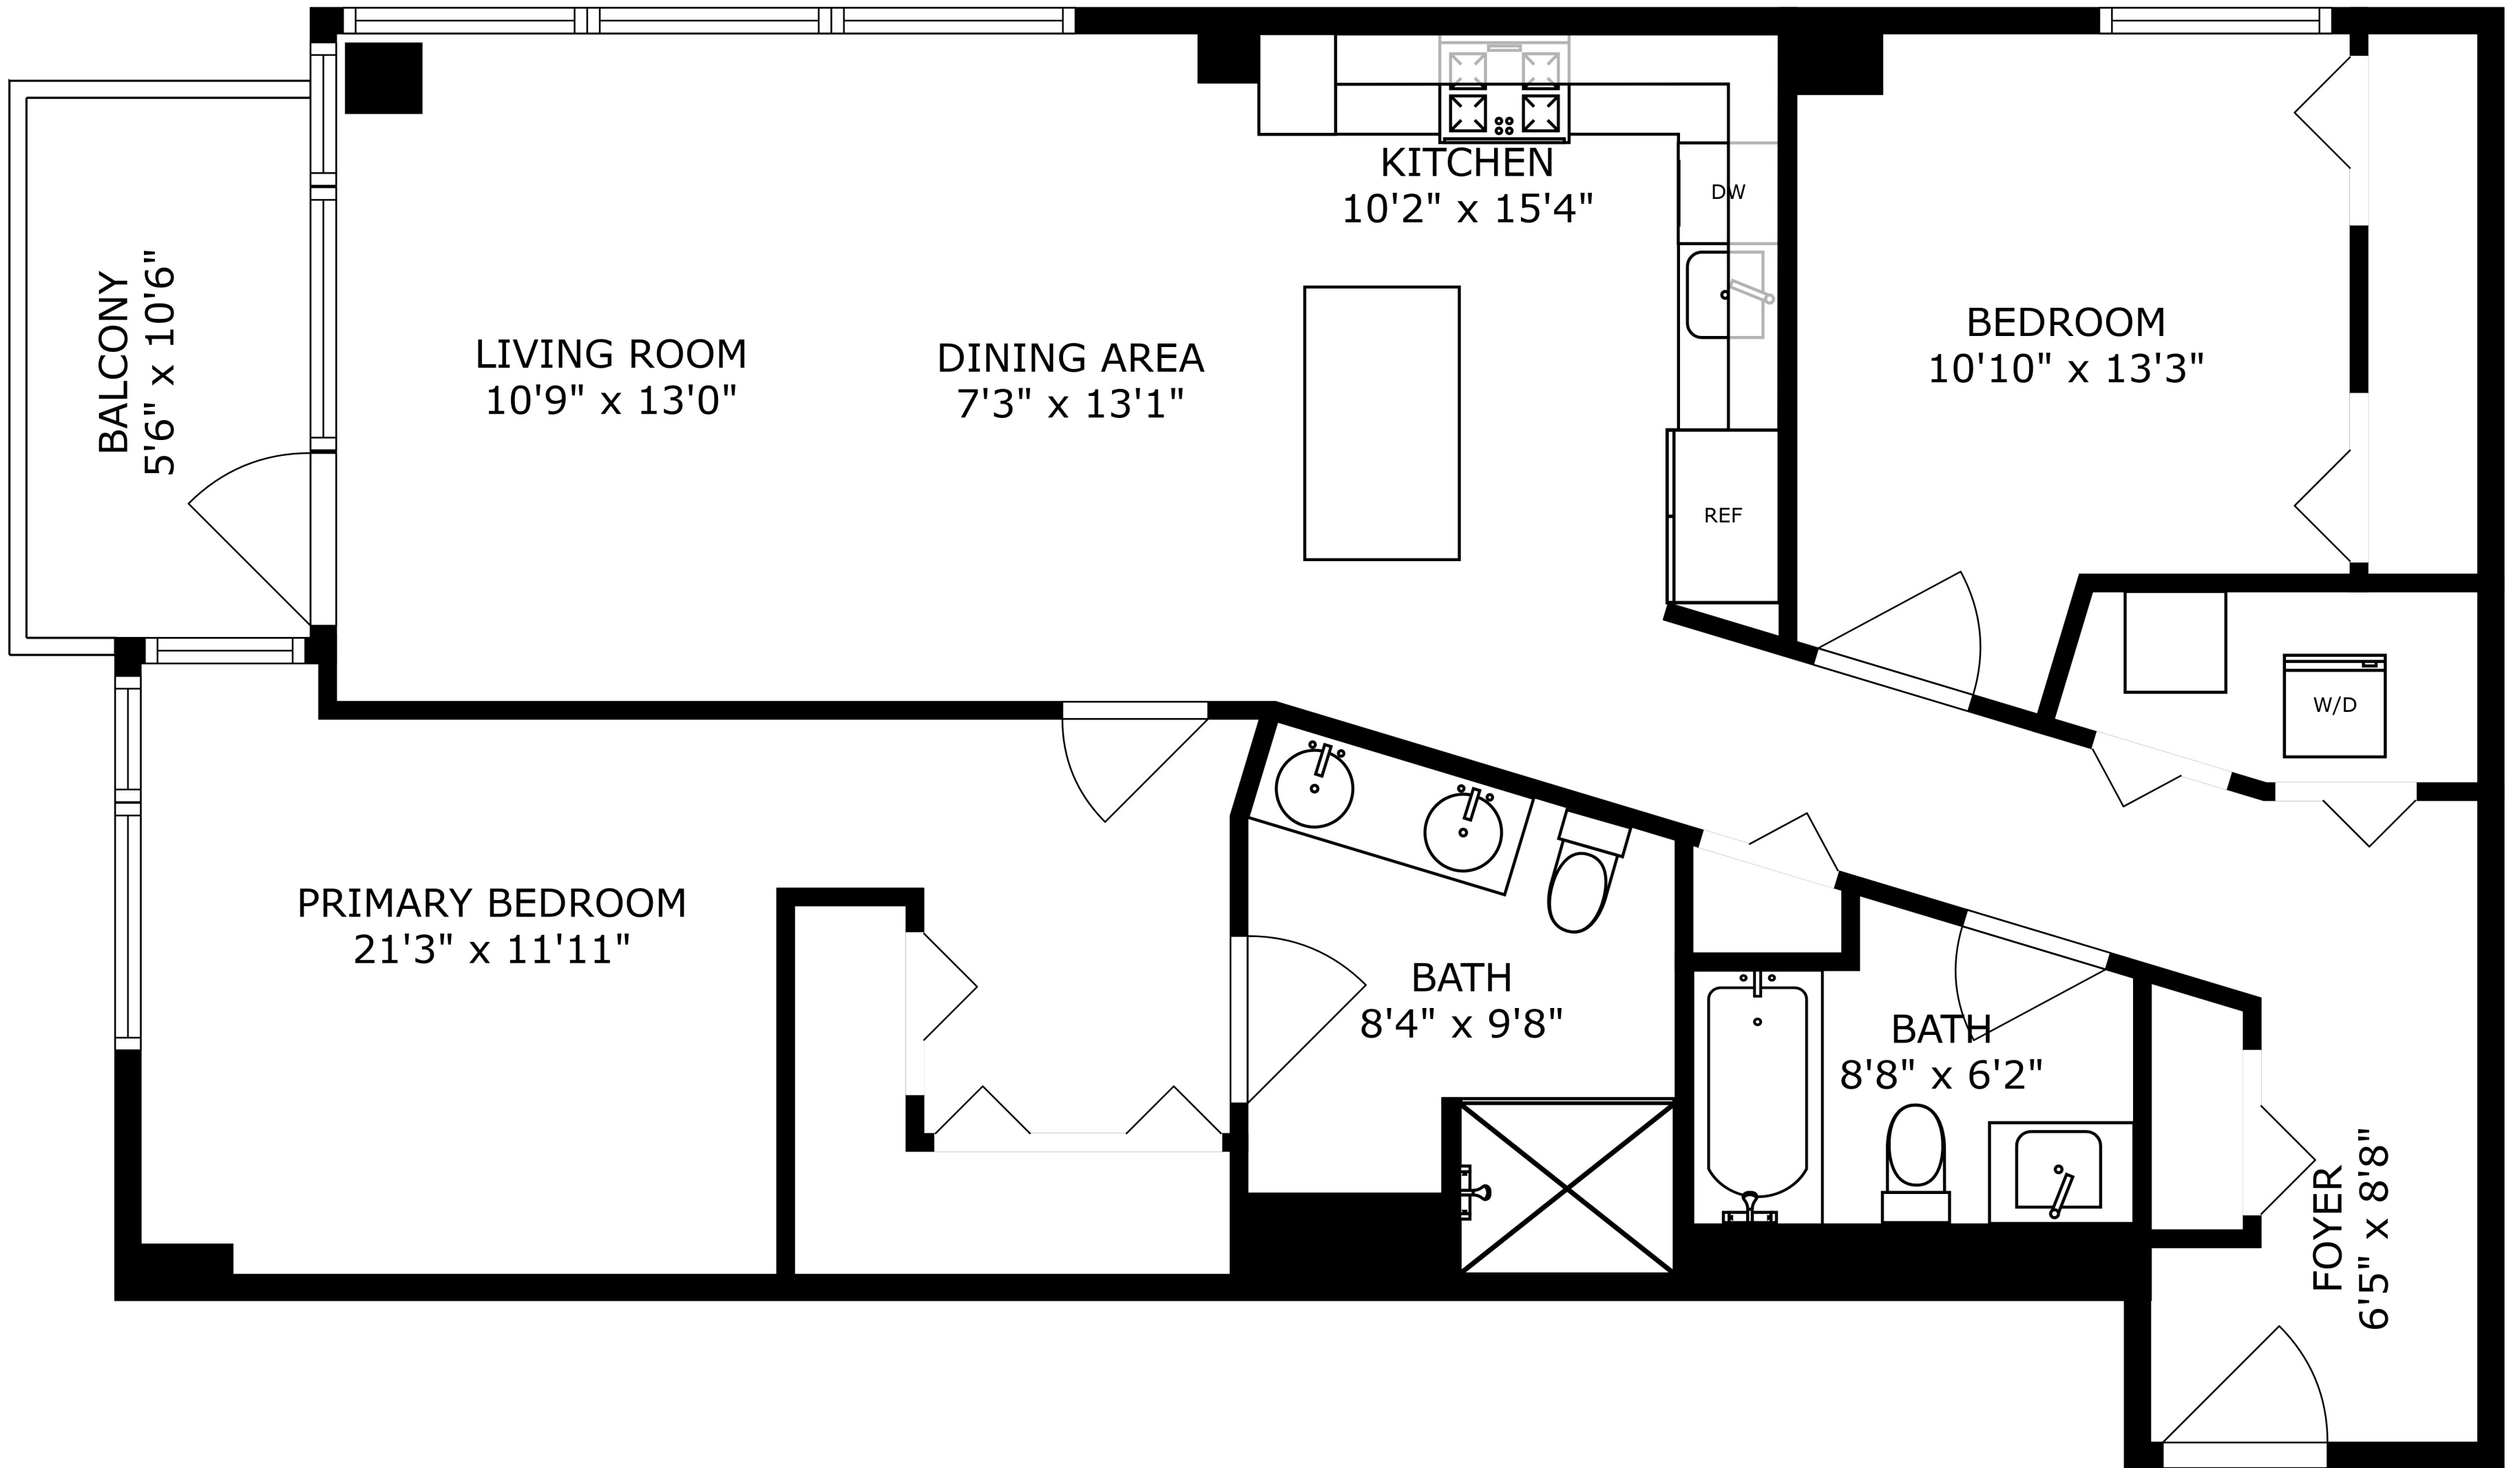 KITCHEN
10'2" x 15'4"
DW
BALCONY
5'6" x 10'6"
LIVING ROOM
10'9" x 13'0"
DINING AREA
7'3" x 13'1"
BEDROOM
10'10" x 13'3"
REF
W/D
PRIMARY BEDROOM
21'3" x 11'11"
BATH
8'4" x 9'8"
BATH
8'8" x 6'2"
FOYER
6'5" x 8'8"